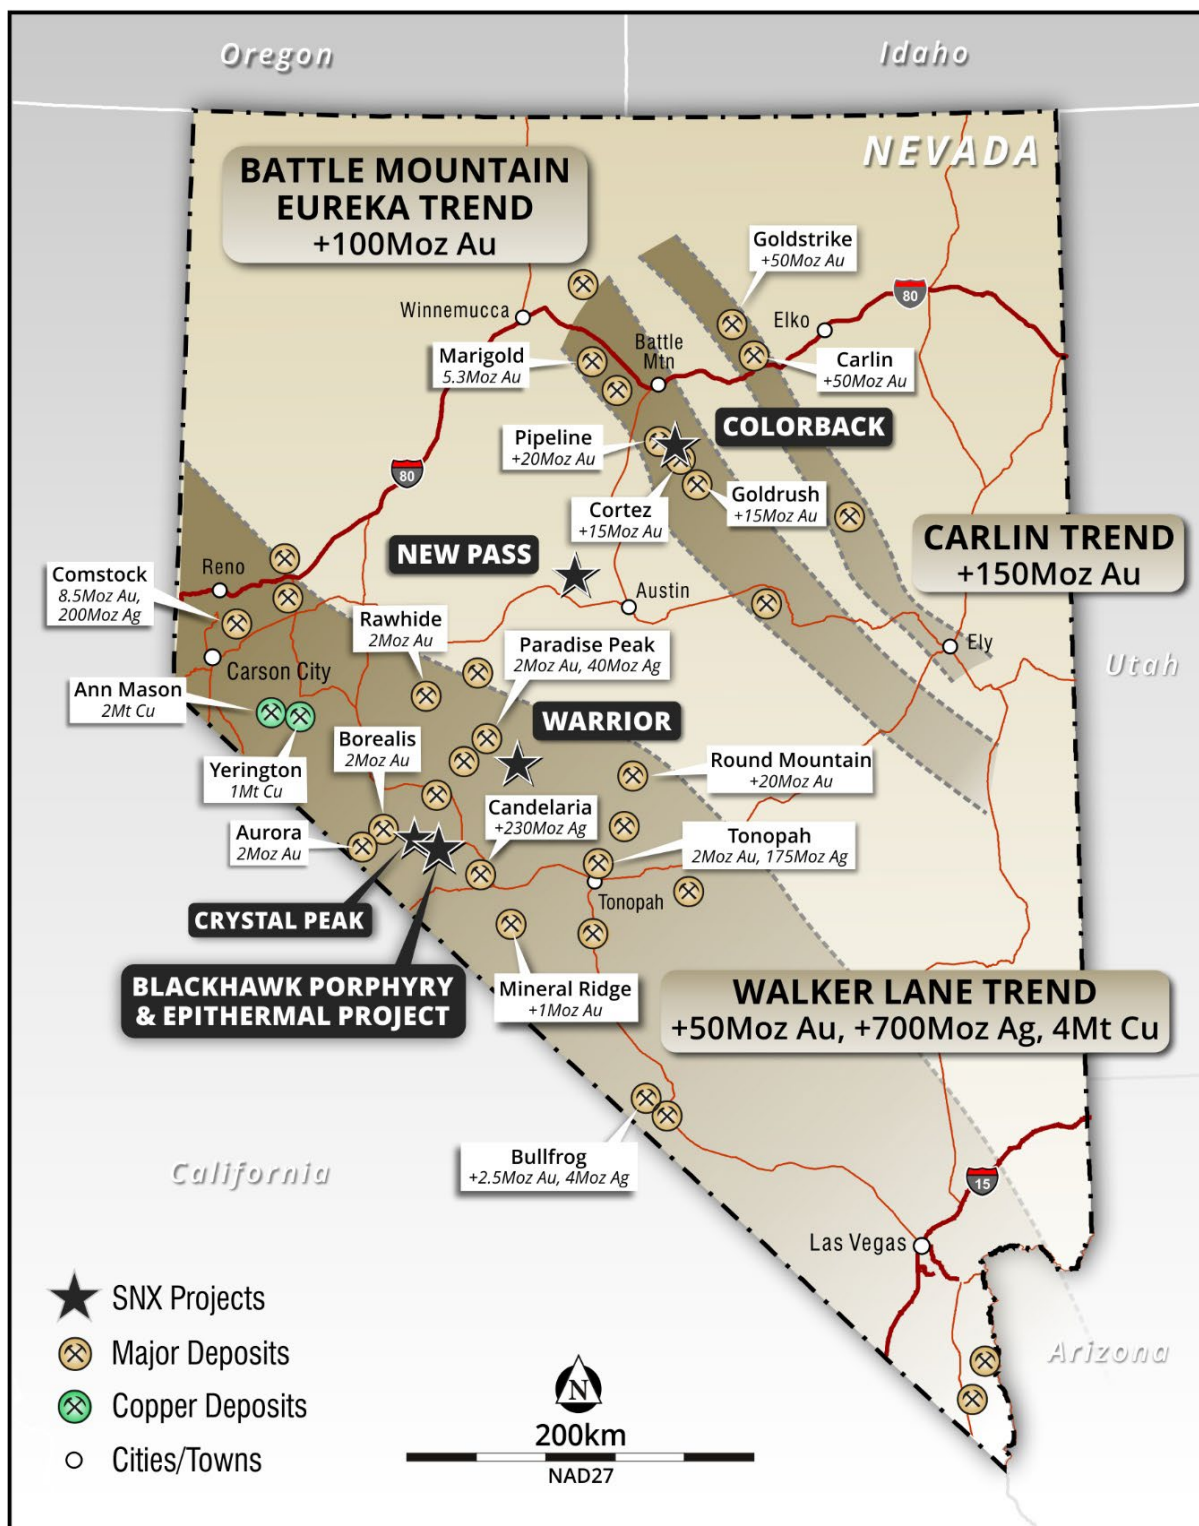 Oregon
Idaho
NEVADA
BATTLE MOUNTAIN
EUREKA TREND
+100Moz Au
Goldstrike
+50Moz Au
80
Winnemucca
Elko
Battle
Mtn
Marigold
5.3Moz Au
Carlin
+50Moz Au
COLORBACK
Pipeline
+20Moz Au
80
Goldrush
+15Moz Au
Cortez
+15Moz Au
CARLIN TREND
+150Moz Au
NEW PASS
Reno
Comstock
8.5Moz Au,
200Moz Ag
Austin
Rawhide
2Moz Au
Paradise Peak
2Moz Au, 40Moz Ag
Ely
Utah
Carson City
Ann Mason
2Mt Cu
WARRIOR
Borealis
2Moz Au
Yerington
1Mt Cu
Round Mountain
+20Moz Au
Candelaria
+230Moz Ag
Aurora
2Moz Au
Tonopah
2Moz Au, 175Moz Ag
Tonopah
CRYSTAL PEAK
BLACKHAWK PORPHYRY
& EPITHERMAL PROJECT
Mineral Ridge
+1Moz Au
WALKER LANE TREND
+50Moz Au, +700Moz Ag, 4Mt Cu
Bullfrog
+2.5Moz Au, 4Moz Ag
California
15
Las Vegas
Arizona
SNX Projects
Major Deposits
Copper Deposits
Cities/Towns
N
200km
NAD27